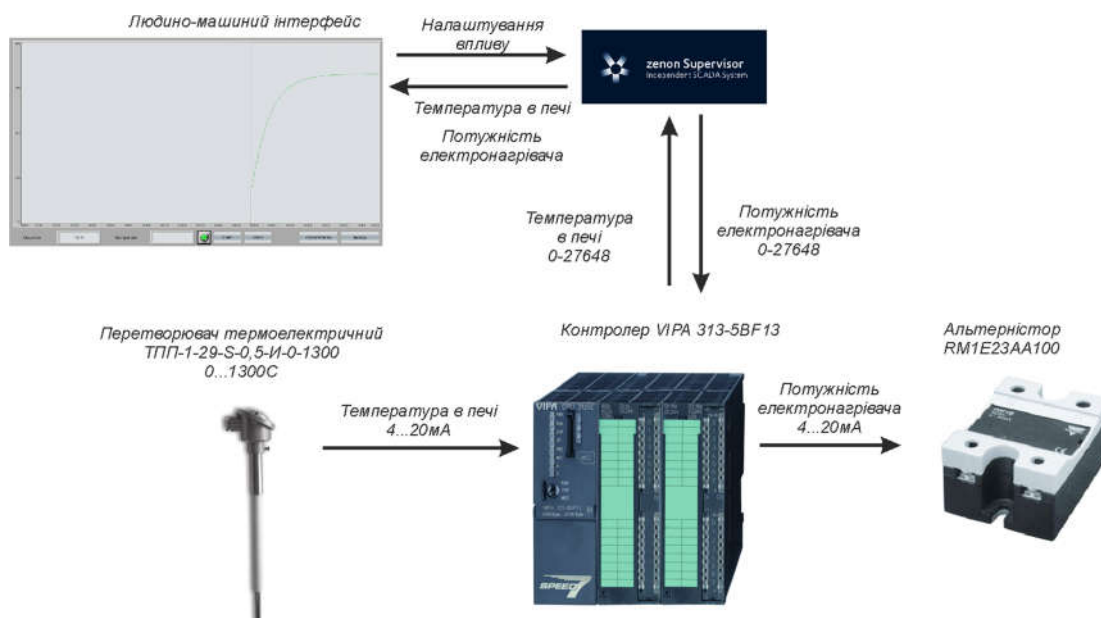 Людино-машиний інтерфейс
Налаштування
впливу
zenon Supervisor
Independent SCADA System
Температура в печі
Потужність
електронагрівача
Температура
в печі
0-27648
Потужність
електронагрівача
0-27648
Перетворювач термоелектричний
ТПП-1-29-S-0,5-И-0-1300
0...1300С
Температура в печі
4...20мА
Контролер VIPA 313-5BF13
Потужність
електронагрівача
4...20мА
Альтерністор
RM1E23AA100
VIPA
SPEED7